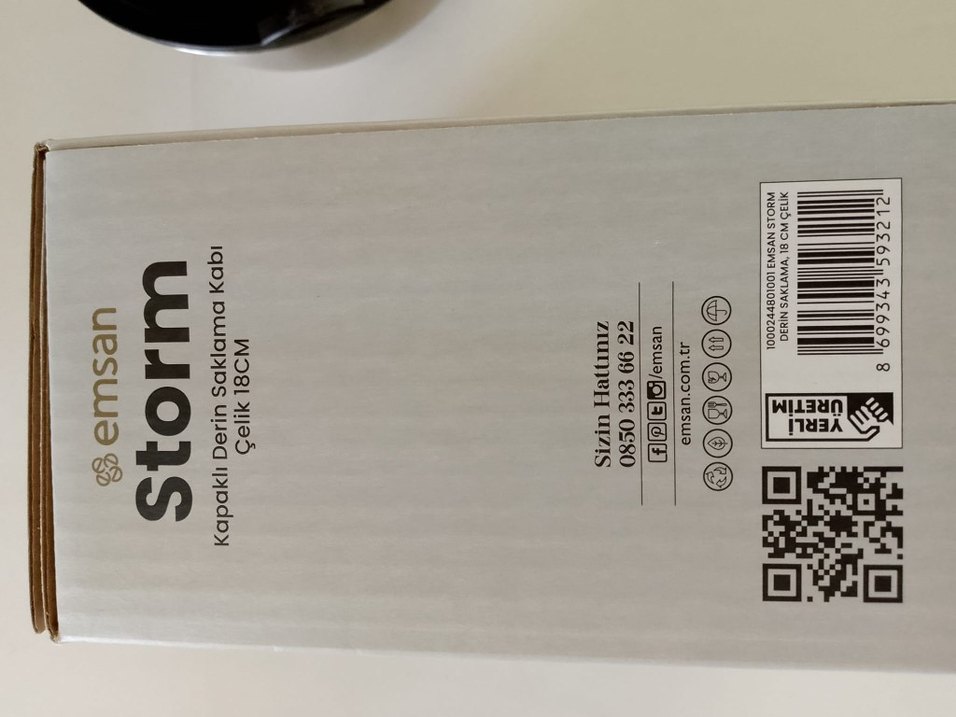 emsan
Storm
Kapaklı Derin Saklama Kabı
Çelik 18CM
Sizin Hattınız
0850 333 66 22
/emsan
emsan.com.tr
YERLİ
ÜRETİM
1000244801001 EMSAN STORM
DERİN SAKLAMA, 18 CM ÇELİK
8 699343 593212